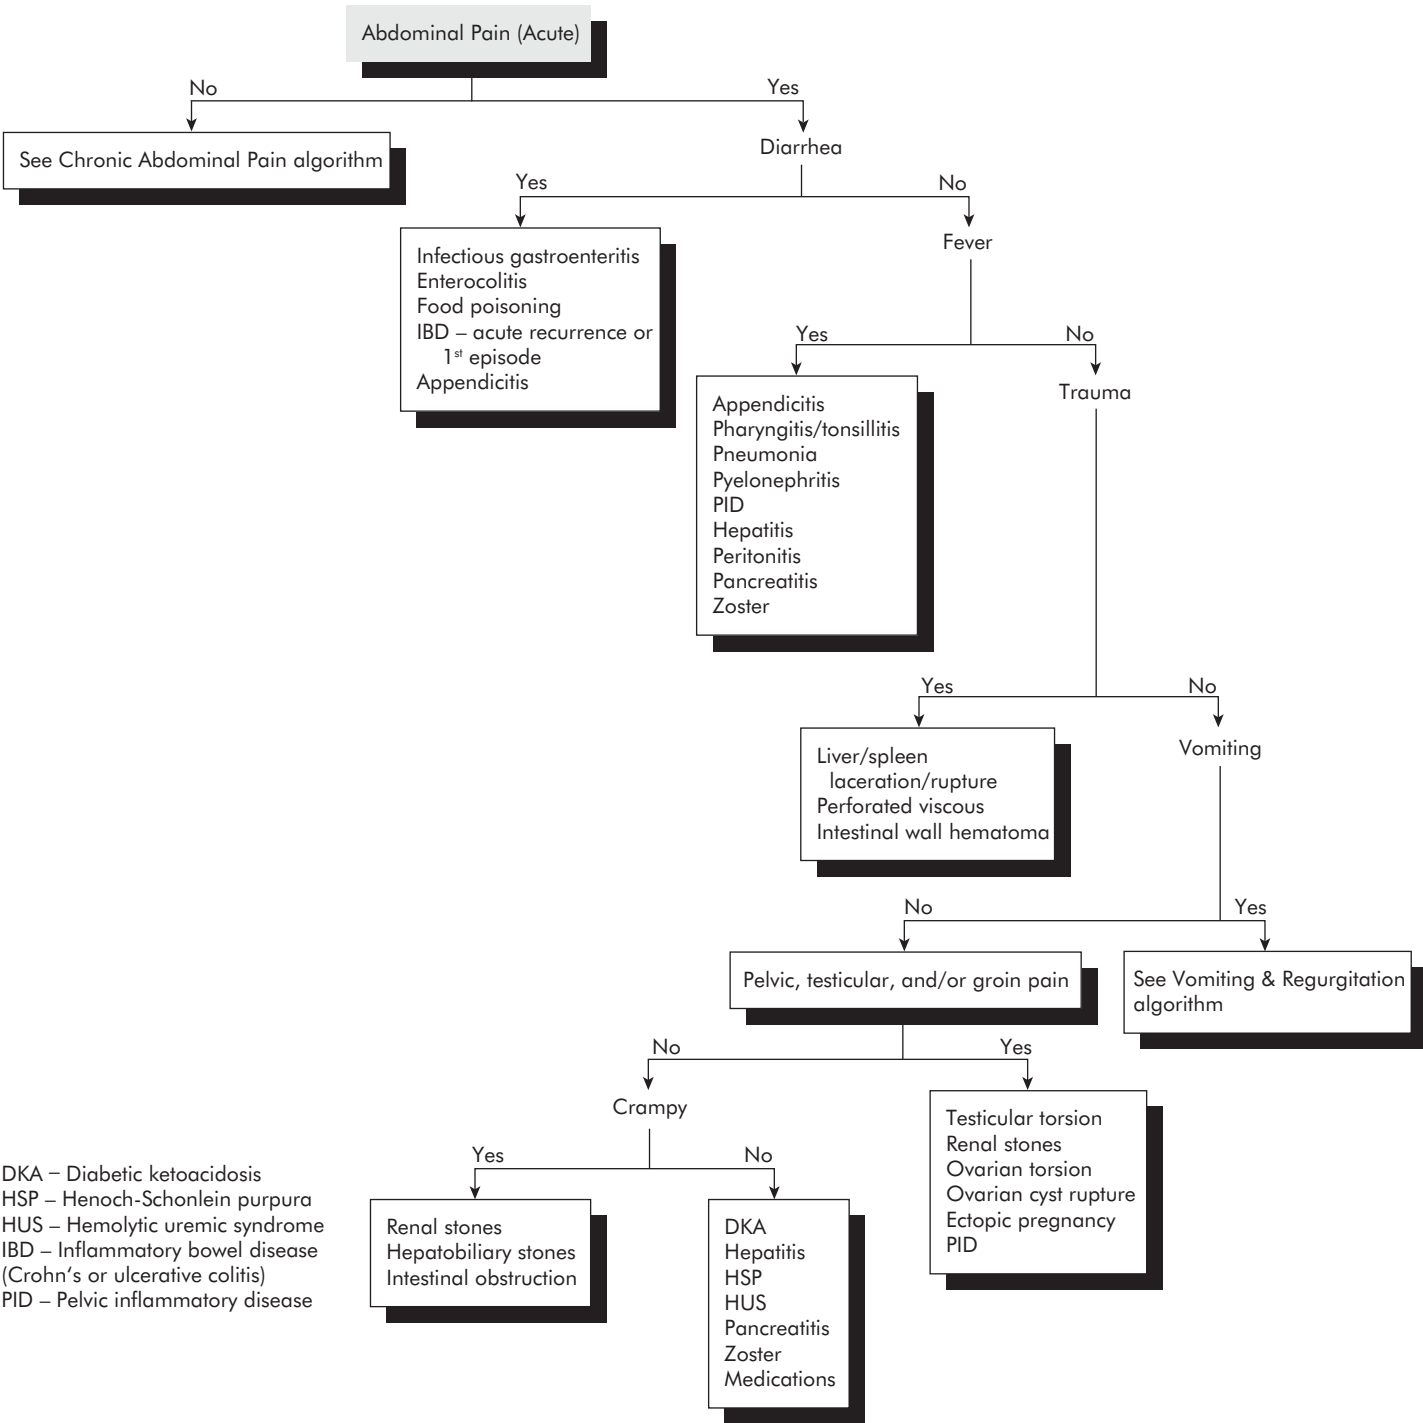 Abdominal Pain (Acute)
No
Yes
See Chronic Abdominal Pain algorithm
Diarrhea
Yes
No
Infectious gastroenteritis
Enterocolitis
Food poisoning
IBD – acute recurrence or
1st episode
Appendicitis
Fever
Yes
No
Appendicitis
Pharyngitis/tonsillitis
Pneumonia
Pyelonephritis
PID
Hepatitis
Peritonitis
Pancreatitis
Zoster
Trauma
Yes
No
Liver/spleen
laceration/rupture
Perforated viscous
Intestinal wall hematoma
Vomiting
No
Yes
Pelvic, testicular, and/or groin pain
See Vomiting & Regurgitation
algorithm
No
Yes
Crampy
Testicular torsion
Renal stones
Ovarian torsion
Ovarian cyst rupture
Ectopic pregnancy
PID
Yes
No
Renal stones
Hepatobiliary stones
Intestinal obstruction
DKA
Hepatitis
HSP
HUS
Pancreatitis
Zoster
Medications
DKA – Diabetic ketoacidosis
HSP – Henoch-Schonlein purpura
HUS – Hemolytic uremic syndrome
IBD – Inflammatory bowel disease
(Crohn‘s or ulcerative colitis)
PID – Pelvic inflammatory disease